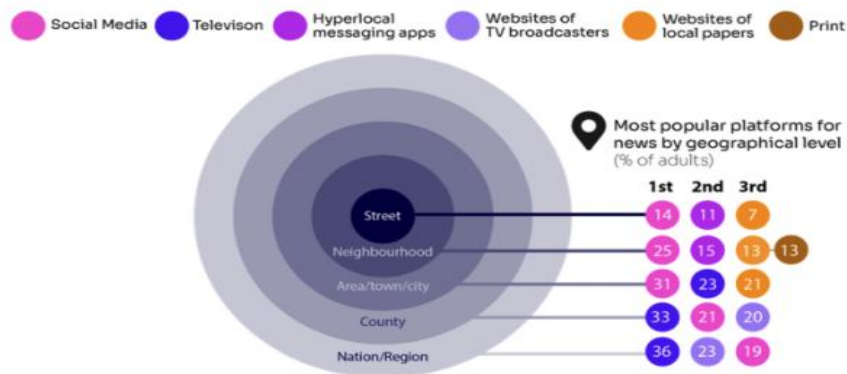 Social Media
Televison
Hyperlocal
messaging apps
Websites of
TV broadcasters
Websites of
local papers
Print
Most popular platforms for
news by geographical level
(% of adults)
1st 2nd 3rd
Street 14 11 7
Neighbourhood 25 15 13 13
Area/town/city 31 23 21
County 33 21 20
Nation/Region 36 23 19